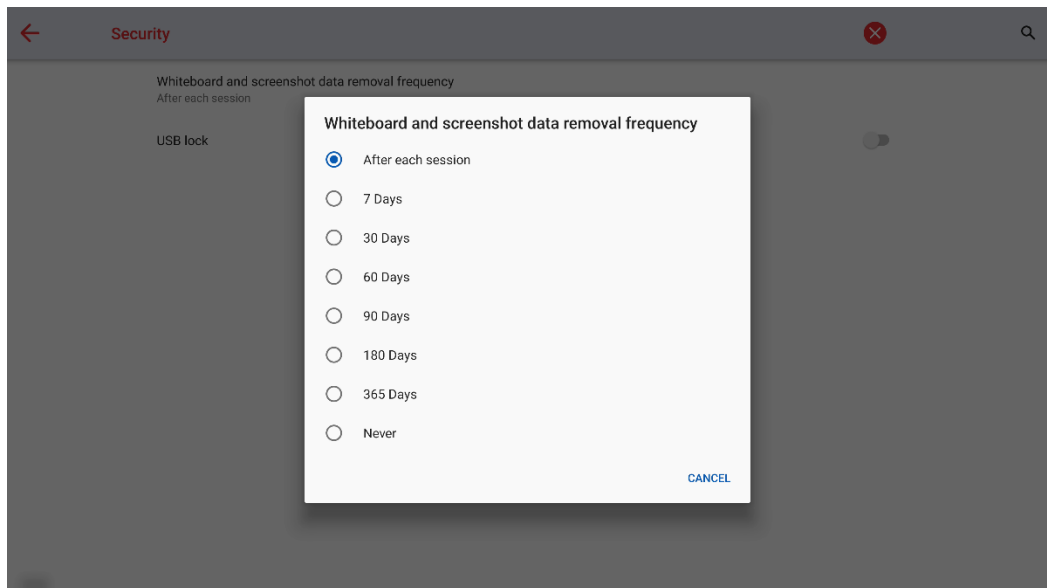 Security
Whiteboard and screenshot data removal frequency
After each session
USB lock
Whiteboard and screenshot data removal frequency
After each session
7 Days
30 Days
60 Days
90 Days
180 Days
365 Days
Never
CANCEL